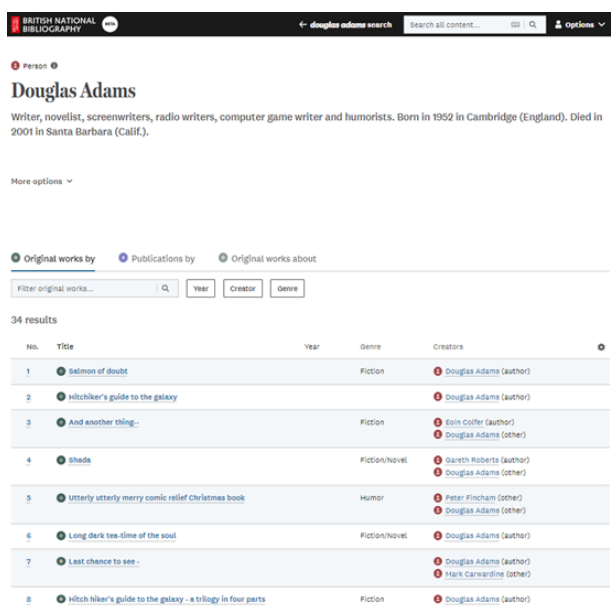 BRITISH NATIONAL
BIBLIOGRAPHY
BETA
← douglas adams search
Search all content...
Options
Person
Douglas Adams
Writer, novelist, screenwriters, radio writers, computer game writer and humorists. Born in 1952 in Cambridge (England). Died in
2001 in Santa Barbara (Calif.).
More options
Original works by
Publications by
Original works about
Filter original works...
Year
Creator
Genre
34 results
No. Title Year Genre Creators
1 Salmon of doubt Fiction Douglas Adams (author)
2 Hitchiker's guide to the galaxy Douglas Adams (author)
3 And another thing-- Fiction Eoin Colfer (author)
Douglas Adams (other)
4 Shada Fiction/Novel Gareth Roberts (author)
Douglas Adams (other)
5 Utterly utterly merry comic relief Christmas book Humor Peter Fincham (other)
Douglas Adams (other)
6 Long dark tea-time of the soul Fiction/Novel Douglas Adams (author)
7 Last chance to see - Douglas Adams (author)
Mark Carwardine (other)
8 Hitch hiker's guide to the galaxy - a trilogy in four parts Fiction Douglas Adams (author)